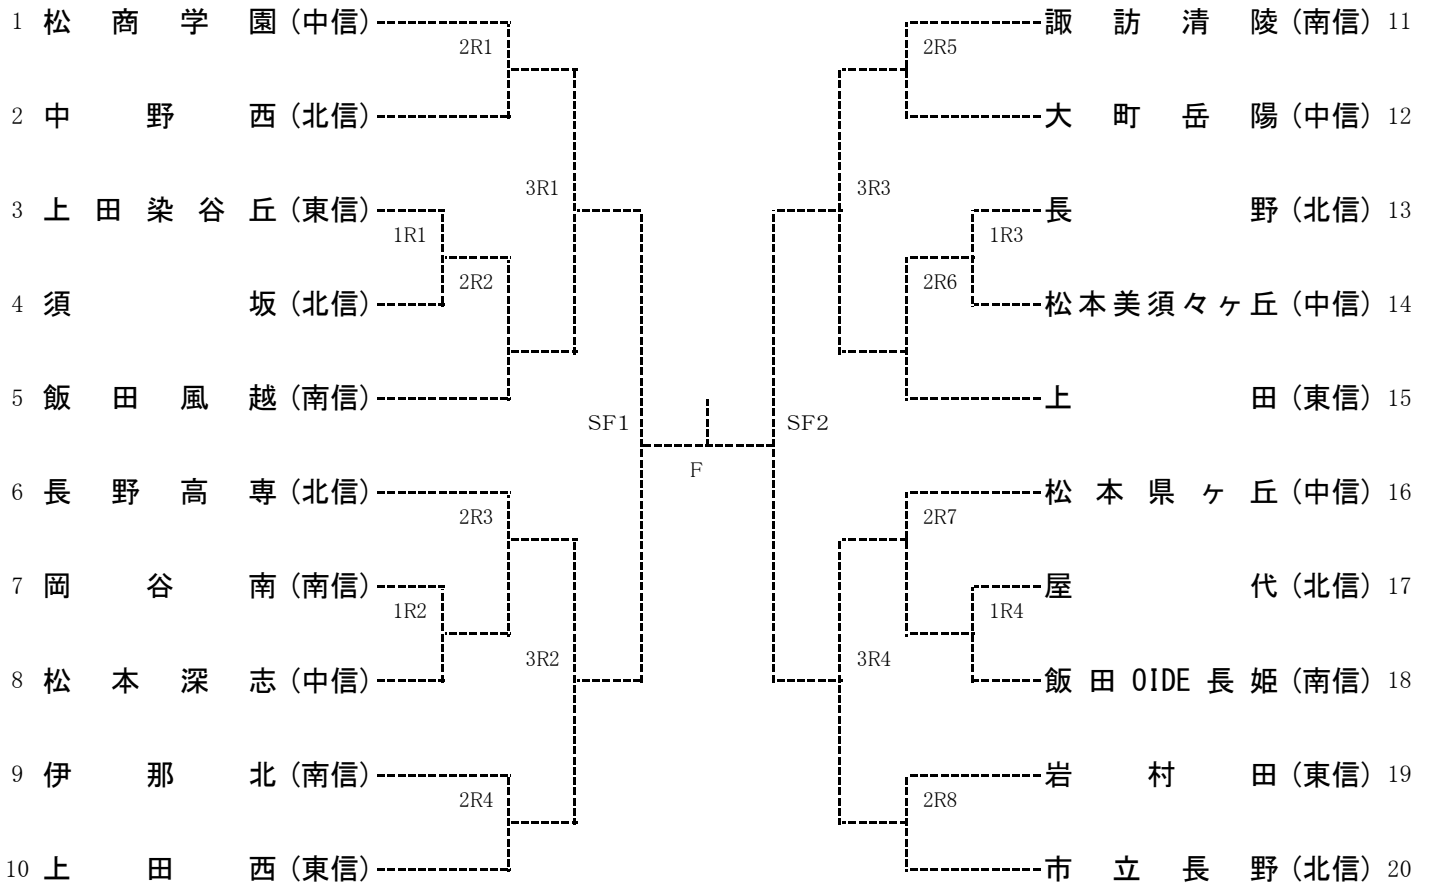 1 松商学園(中信) 諏訪清陵(南信) 11
2R1 2R5
2 中野西(北信) 大町岳陽(中信) 12
3R1 3R3
3 上田染谷丘(東信) 長野(北信) 13
1R1 1R3
2R2 2R6
4 須坂(北信) 松本美須々ヶ丘(中信) 14
5 飯田風越(南信) 上田(東信) 15
SF1 SF2
F
6 長野高専(北信) 松本県ヶ丘(中信) 16
2R3 2R7
7 岡谷南(南信) 屋代(北信) 17
1R2 1R4
3R2 3R4
8 松本深志(中信) 飯田OIDE長姫(南信) 18
9 伊那北(南信) 岩村田(東信) 19
2R4 2R8
10 上田西(東信) 市立長野(北信) 20